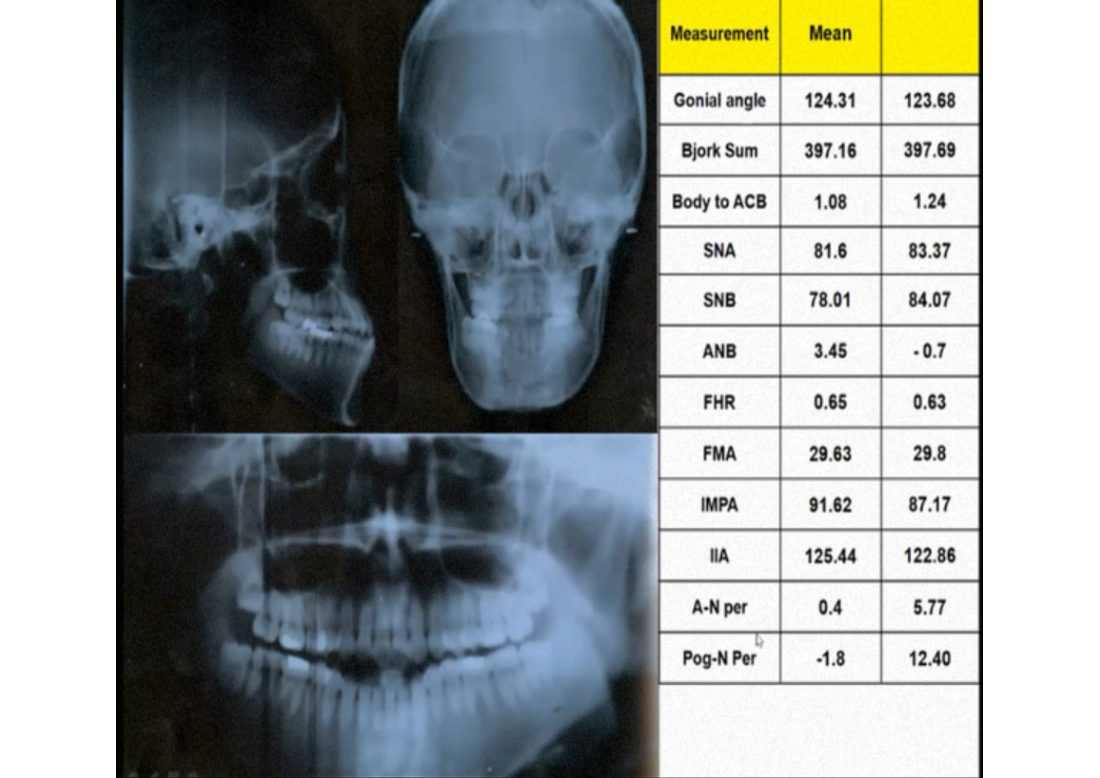 Measurement Mean
Gonial angle 124.31 123.68
Bjork Sum 397.16 397.69
Body to ACB 1.08 1.24
SNA 81.6 83.37
SNB 78.01 84.07
ANB 3.45 - 0.7
FHR 0.65 0.63
FMA 29.63 29.8
IMPA 91.62 87.17
IIA 125.44 122.86
A-N per 0.4 5.77
Pog-N Per -1.8 12.40